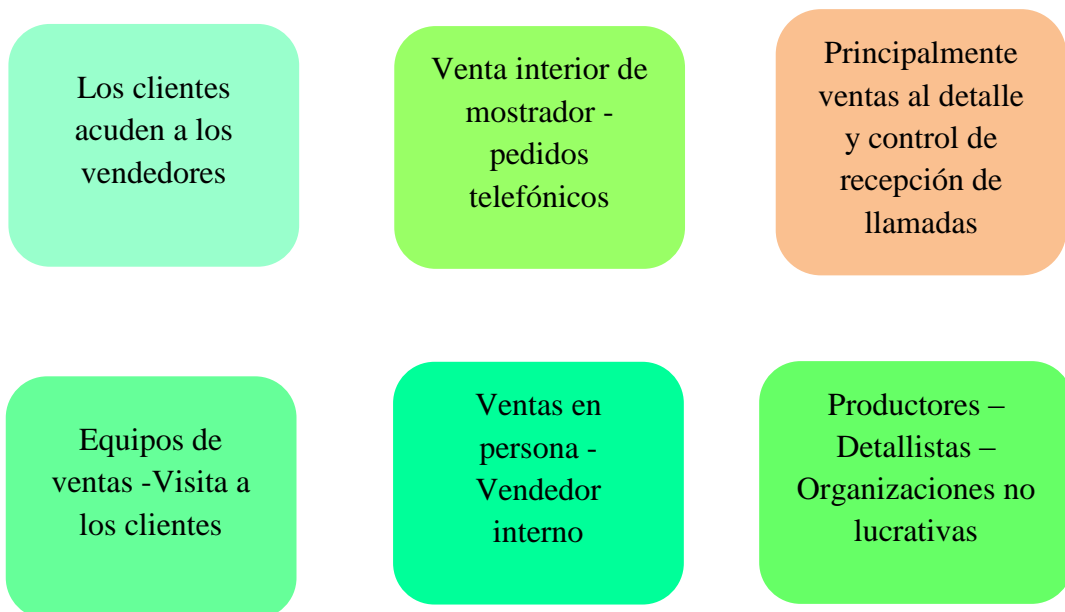 Los clientes
acuden a los
vendedores
Venta interior de
mostrador -
pedidos
telefónicos
Principalmente
ventas al detalle
y control de
recepción de
llamadas
Equipos de
ventas -Visita a
los clientes
Ventas en
persona -
Vendedor
interno
Productores –
Detallistas –
Organizaciones no
lucrativas